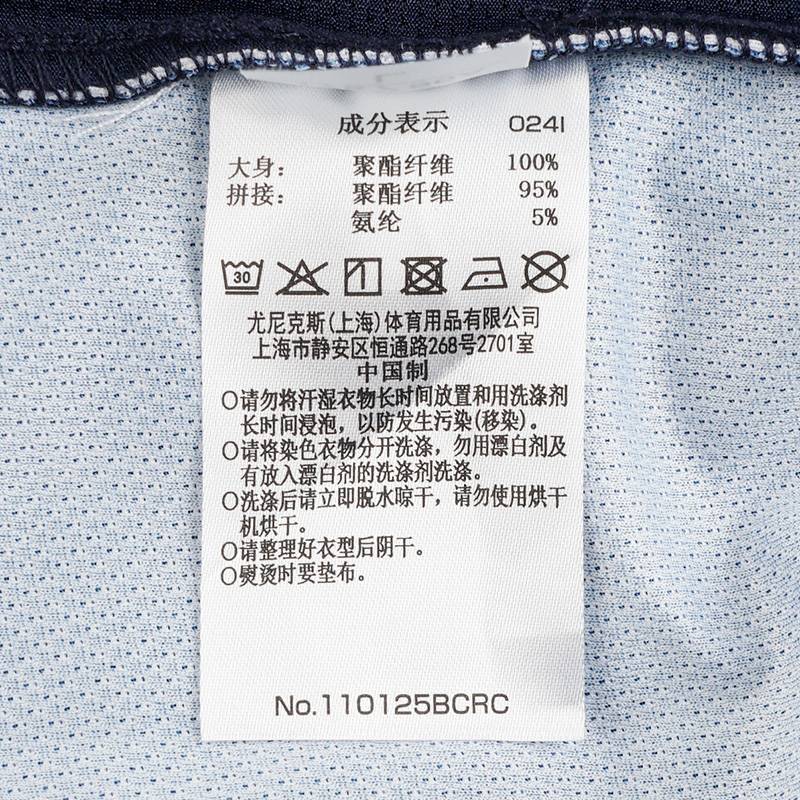 成分表示 024I
大身: 聚酯纤维 100%
拼接: 聚酯纤维 95%
氨纶 5%
30
尤尼克斯(上海)体育用品有限公司
上海市静安区恒通路268号2701室
中国制
○请勿将汗湿衣物长时间放置和用洗涤剂
长时间浸泡，以防发生污染(移染)。
○请将染色衣物分开洗涤，勿用漂白剂及
有放入漂白剂的洗涤剂洗涤。
○洗涤后请立即脱水晾干，请勿使用烘干
机烘干。
○请整理好衣型后阴干。
○熨烫时要垫布。
No.110125BCRC